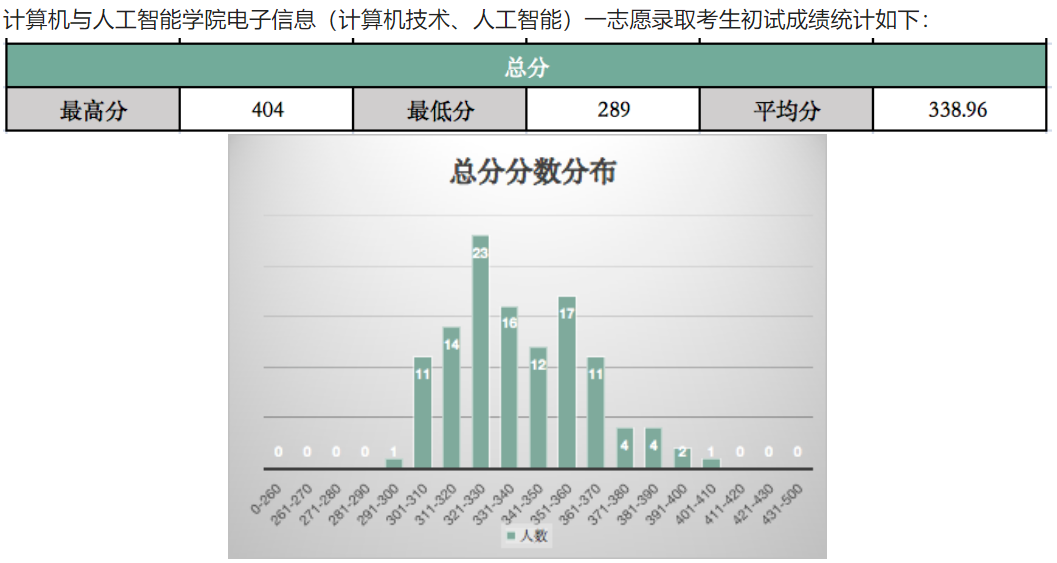 计算机与人工智能学院电子信息（计算机技术、人工智能）一志愿录取考生初试成绩统计如下：
总分
最高分 404 最低分 289 平均分 338.96
总分分数分布
0 0 0 0 1 11 14 23 16 12 17 11 4 4 2 1 0 0 0
0-260 261-270 271-280 281-290 291-300 301-310 311-320 321-330 331-340 341-350 351-360 361-370 371-380 381-390 391-400 401-410 411-420 421-430 431-500
人数